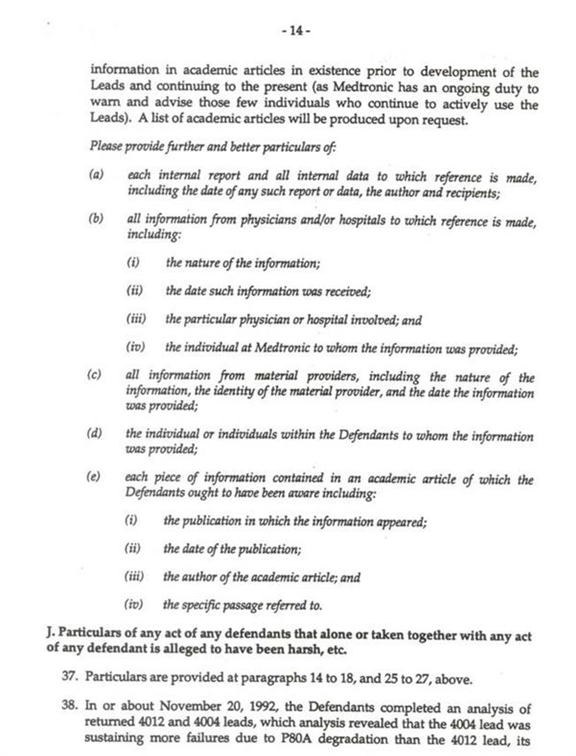 - 14 -
information in academic articles in existence prior to development of the
Leads and continuing to the present (as Medtronic has an ongoing duty to
warn and advise those few individuals who continue to actively use the
Leads). A list of academic articles will be produced upon request.
Please provide further and better particulars of:
(a) each internal report and all internal data to which reference is made,
including the date of any such report or data, the author and recipients;
(b) all information from physicians and/or hospitals to which reference is made,
including:
(i) the nature of the information;
(ii) the date such information was received;
(iii) the particular physician or hospital involved; and
(iv) the individual at Medtronic to whom the information was provided;
(c) all information from material providers, including the nature of the
information, the identity of the material provider, and the date the information
was provided;
(d) the individual or individuals within the Defendants to whom the information
was provided;
(e) each piece of information contained in an academic article of which the
Defendants ought to have been aware including:
(i) the publication in which the information appeared;
(ii) the date of the publication;
(iii) the author of the academic article; and
(iv) the specific passage referred to.
J. Particulars of any act of any defendants that alone or taken together with any act
of any defendant is alleged to have been harsh, etc.
37. Particulars are provided at paragraphs 14 to 18, and 25 to 27, above.
38. In or about November 20, 1992, the Defendants completed an analysis of
returned 4012 and 4004 leads, which analysis revealed that the 4004 lead was
sustaining more failures due to P80A degradation than the 4012 lead, its